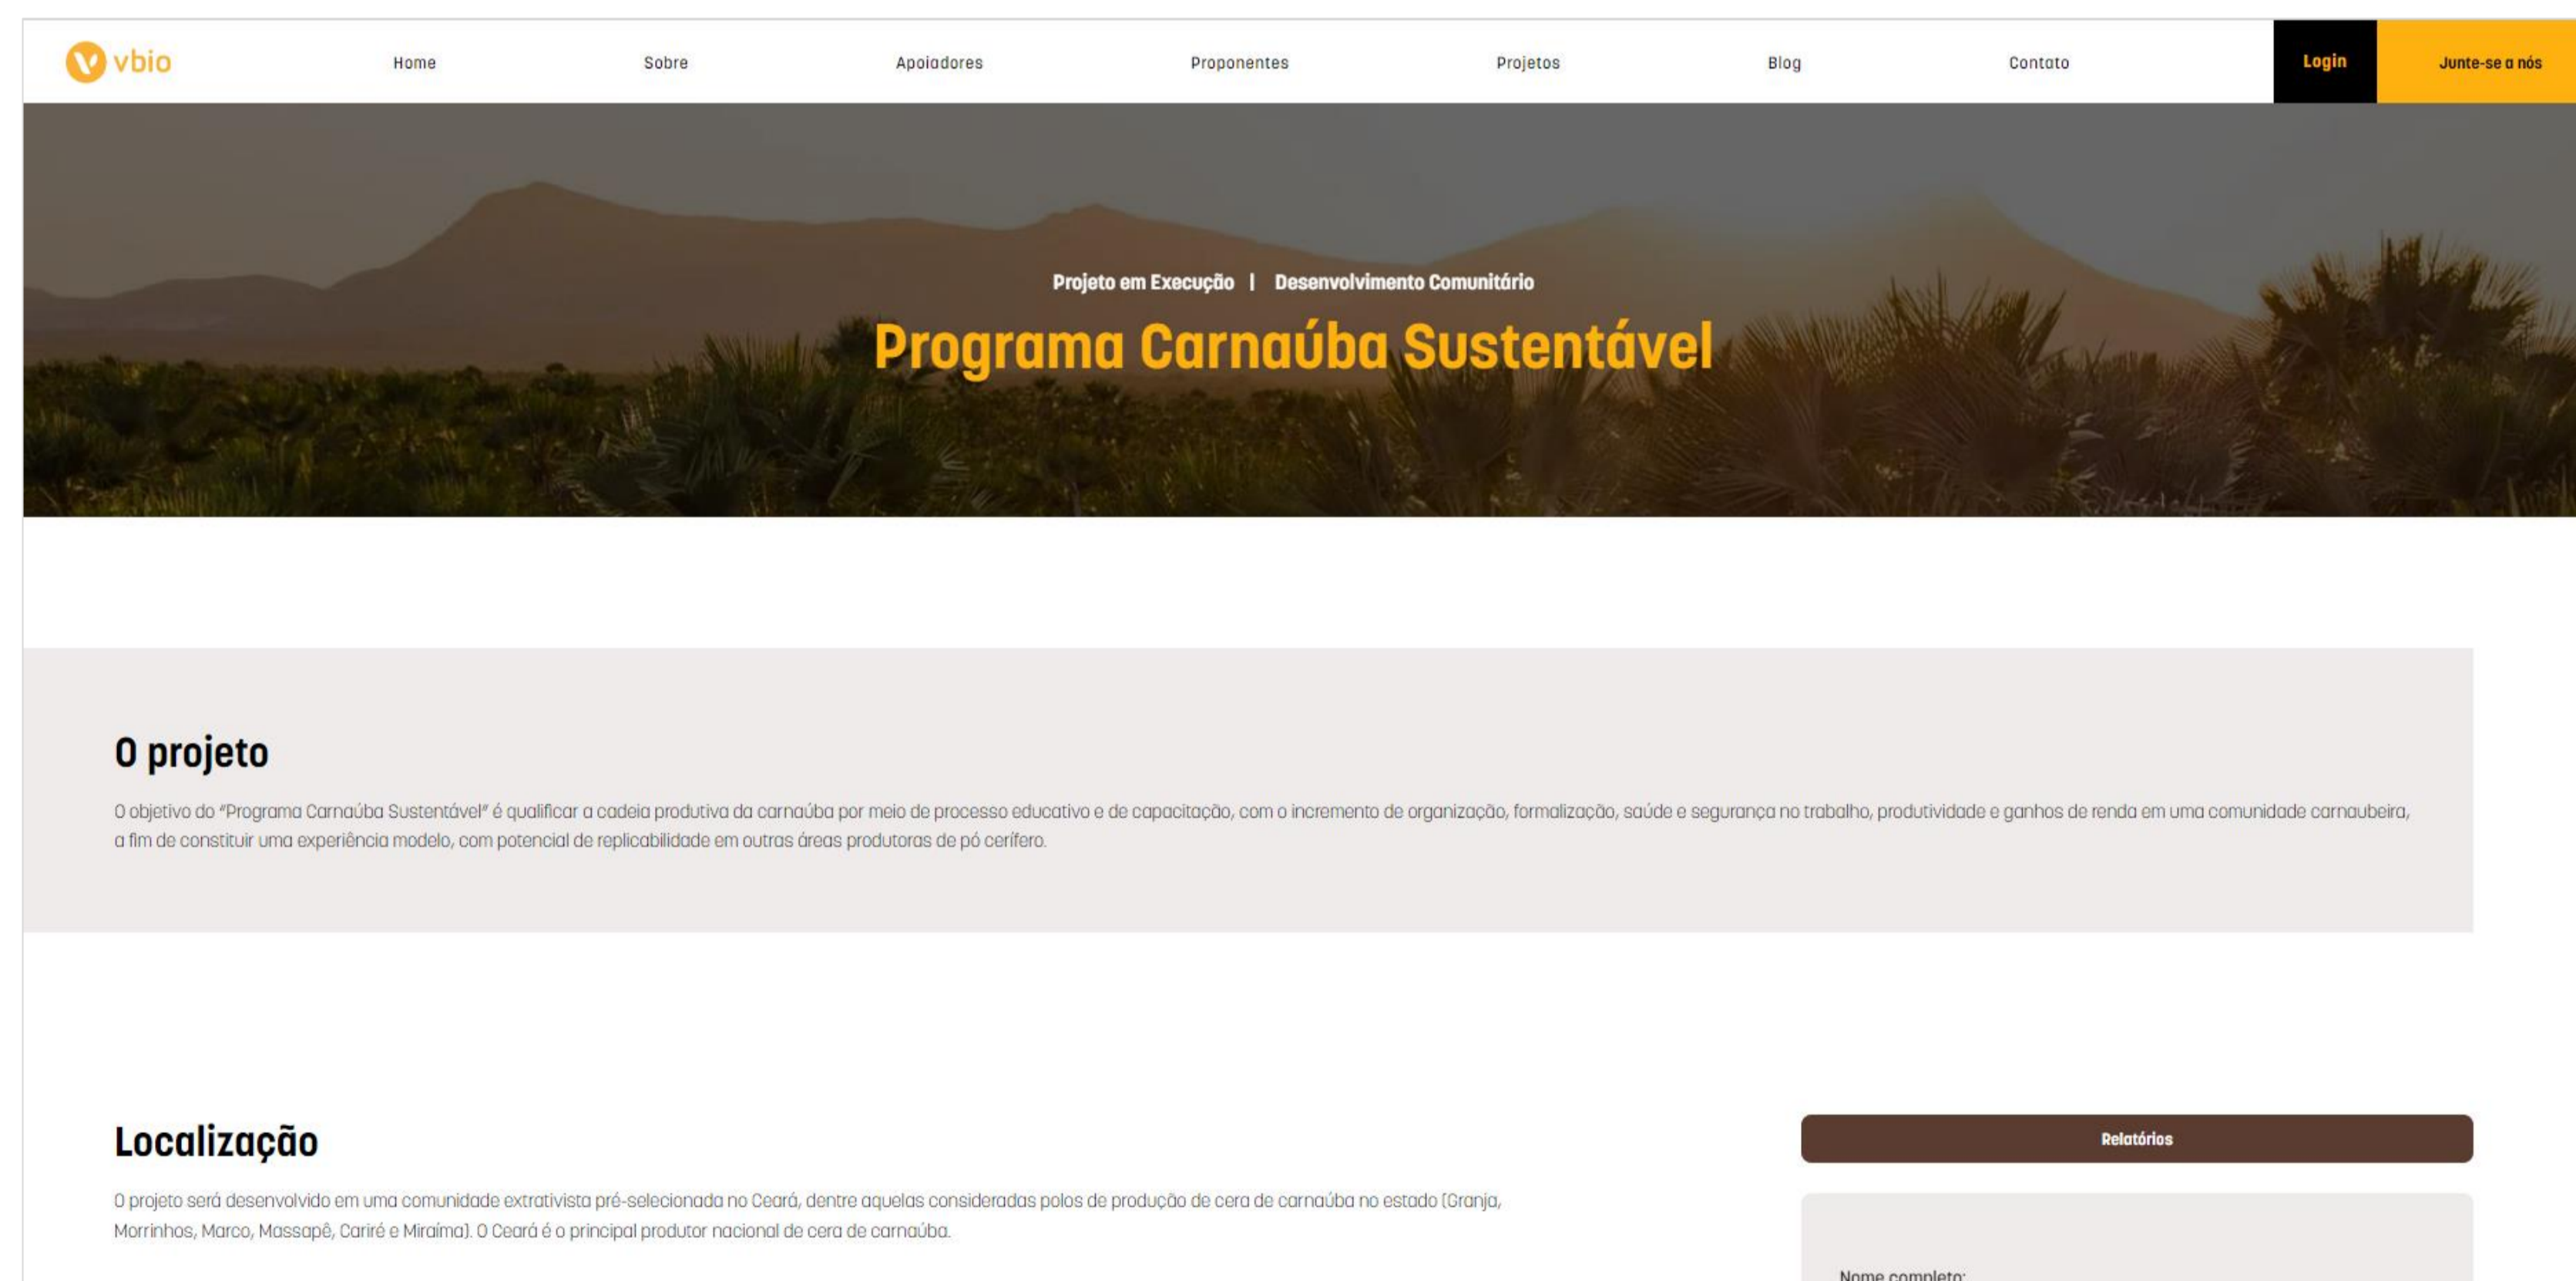 vbio
Home
Sobre
Apoiadores
Proponentes
Projetos
Blog
Contato
Login
Junte-se a nós
Projeto em Execução | Desenvolvimento Comunitário
Programa Carnaúba Sustentável
O projeto
O objetivo do “Programa Carnaúba Sustentável” é qualificar a cadeia produtiva da carnaúba por meio de processo educativo e de capacitação, com o incremento de organização, formalização, saúde e segurança no trabalho, produtividade e ganhos de renda em uma comunidade carnaubeira,
a fim de constituir uma experiência modelo, com potencial de replicabilidade em outras áreas produtoras de pó cerífero.
Localização
O projeto será desenvolvido em uma comunidade extrativista pré-selecionada no Ceará, dentre aquelas consideradas polos de produção de cera de carnaúba no estado (Granja,
Morrinhos, Marco, Massapê, Cariré e Miraíma). O Ceará é o principal produtor nacional de cera de carnaúba.
Relatórios
Nome completo: